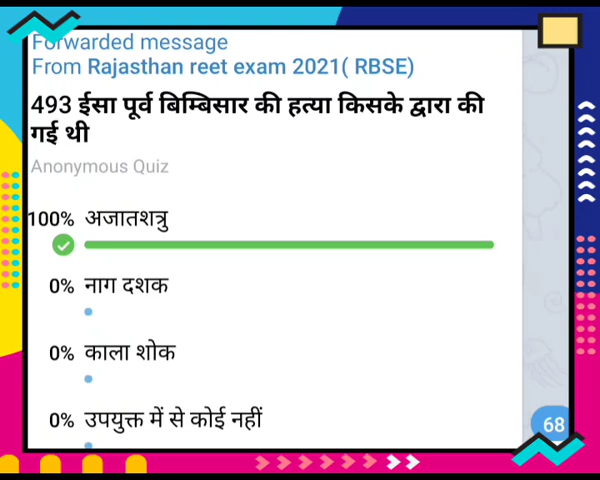 Forwarded message
From Rajasthan reet exam 2021( RBSE)
493 ईसा पूर्व बिम्बिसार की हत्या किसके द्वारा की
गई थी
Anonymous Quiz
100% अजातशत्रु
0% नाग दशक
0% काला शोक
0% उपयुक्त में से कोई नहीं
68